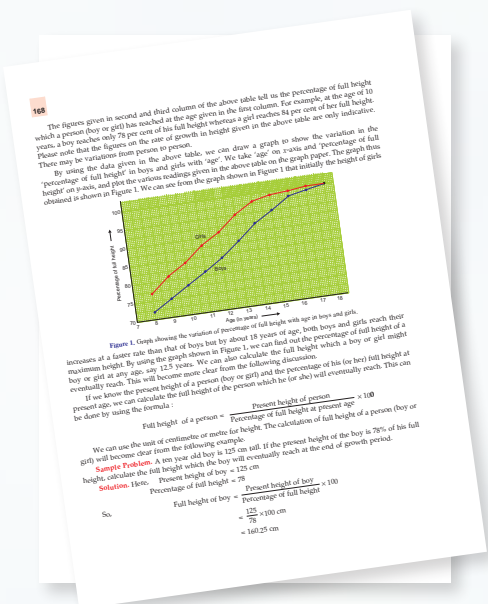 168
The figures given in second and third column of the above table tell us the percentage of full height
which a person (boy or girl) has reached at the age given in the first column. For example, at the age of 10
years, a boy reaches only 78 per cent of his full height whereas a girl reaches 84 per cent of her full height.
Please note that the figures on the rate of growth in height given in the above table are only indicative.
There may be variations from person to person.
By using the data given in the above table, we can draw a graph to show the variation in the
'percentage of full height' in boys and girls with 'age'. We take 'age' on x-axis and 'percentage of full
height' on y-axis, and plot the various readings given in the above table on the graph paper. The graph thus
obtained is shown in Figure 1. We can see from the graph shown in Figure 1 that initially the height of girls
100
95
90
85
80
75
70
Percentage of full height
Girls
Boys
7 8 9 10 11 12 13 14 15 16 17 18
Age (in years)
Figure 1. Graph showing the variation of percentage of full height with age in boys and girls.
increases at a faster rate than that of boys but by about 18 years of age, both boys and girls reach their
maximum height. By using the graph shown in Figure 1, we can find out the percentage of full height of a
boy or girl at any age, say 12.5 years. We can also calculate the full height which a boy or girl might
eventually reach. This will become more clear from the following discussion.
If we know the present height of a person (boy or girl) and the percentage of his (or her) full height at
present age, we can calculate the full height of the person which he (or she) will eventually reach. This can
be done by using the formula :
Full height of a person = Present height of person / Percentage of full height at present age × 100
We can use the unit of centimetre or metre for height. The calculation of full height of a person (boy or
girl) will become clear from the following example.
Sample Problem. A ten year old boy is 125 cm tall. If the present height of the boy is 78% of his full
height, calculate the full height which the boy will eventually reach at the end of growth period.
Solution. Here, Present height of boy = 125 cm
Percentage of full height = 78
So, Full height of boy = Present height of boy / Percentage of full height × 100
= 125 / 78 ×100 cm
= 160.25 cm